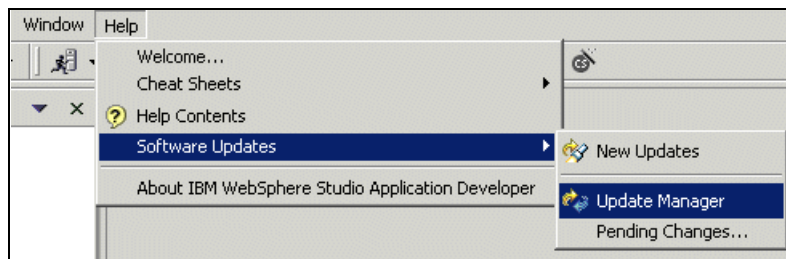 Window Help
Welcome...
Cheat Sheets
? Help Contents
Software Updates
About IBM WebSphere Studio Application Developer
CS
New Updates
Update Manager
Pending Changes...